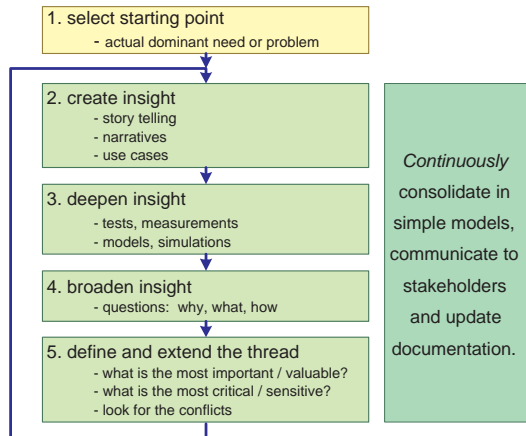 1. select starting point
- actual dominant need or problem
2. create insight
- story telling
- narratives
- use cases
3. deepen insight
- tests, measurements
- models, simulations
4. broaden insight
- questions: why, what, how
5. define and extend the thread
- what is the most important / valuable?
- what is the most critical / sensitive?
- look for the conflicts
Continuously
consolidate in
simple models,
communicate to
stakeholders
and update
documentation.